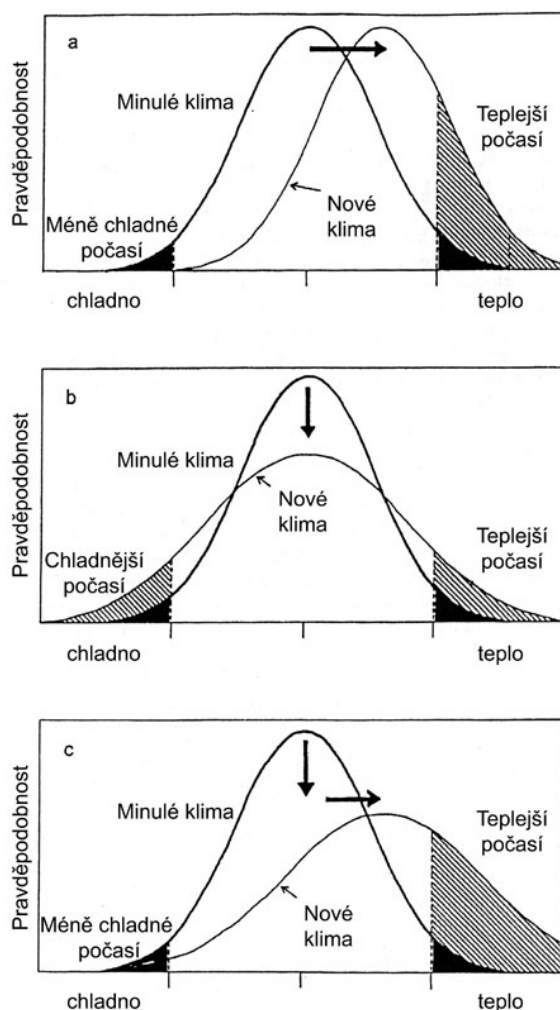 a
Pravděpodobnost
Minulé klima
Teplejší
počasí
Nové
klima
Méně chladné
počasí
chladno
teplo
b
Pravděpodobnost
Minulé klima
Nové
klima
Chladnější
počasí
Teplejší
počasí
chladno
teplo
c
Pravděpodobnost
Minulé klima
Teplejší
počasí
Nové
klima
Méně chladné
počasí
chladno
teplo